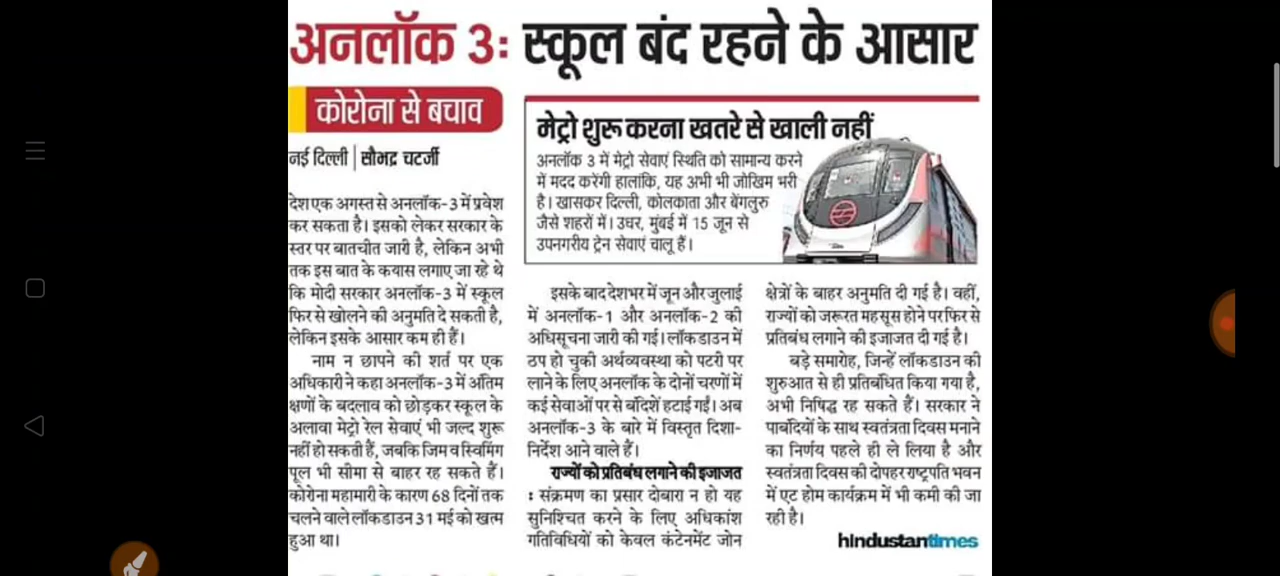 अनलॉक 3: स्कूल बंद रहने के आसार
कोरोना से बचाव
नई दिल्ली | सौभद्र चटर्जी
देश एक अगस्त से अनलॉक-3 में प्रवेश
कर सकता है। इसको लेकर सरकार के
स्तर पर बातचीत जारी है, लेकिन अभी
तक इस बात के कयास लगाए जा रहे थे
कि मोदी सरकार अनलॉक-3 में स्कूल
फिर से खोलने की अनुमति दे सकती है,
लेकिन इसके आसार कम ही हैं।
नाम न छापने की शर्त पर एक
अधिकारी ने कहा अनलॉक-3 में अंतिम
क्षणों के बदलाव को छोड़कर स्कूल के
अलावा मेट्रो रेल सेवाएं भी जल्द शुरू
नहीं हो सकती हैं, जबकि जिम व स्विमिंग
पूल भी सीमा से बाहर रह सकते हैं।
कोरोना महामारी के कारण 68 दिनों तक
चलने वाले लॉकडाउन 31 मई को खत्म
हुआ था।
मेट्रो शुरू करना खतरे से खाली नहीं
अनलॉक 3 में मेट्रो सेवाएं स्थिति को सामान्य करने
में मदद करेंगी हालांकि, यह अभी भी जोखिम भरी
है। खासकर दिल्ली, कोलकाता और बेंगलुरु
जैसे शहरों में। उधर, मुंबई में 15 जून से
उपनगरीय ट्रेन सेवाएं चालू हैं।
इसके बाद देशभर में जून और जुलाई
में अनलॉक-1 और अनलॉक-2 की
अधिसूचना जारी की गई। लॉकडाउन में
ठप हो चुकी अर्थव्यवस्था को पटरी पर
लाने के लिए अनलॉक के दोनों चरणों में
कई सेवाओं पर से बंदिशें हटाई गईं। अब
अनलॉक-3 के बारे में विस्तृत दिशा-
निर्देश आने वाले हैं।
राज्यों को प्रतिबंध लगाने की इजाजत
: संक्रमण का प्रसार दोबारा न हो यह
सुनिश्चित करने के लिए अधिकांश
गतिविधियों को केवल कंटेनमेंट जोन
क्षेत्रों के बाहर अनुमति दी गई है। वहीं,
राज्यों को जरूरत महसूस होने पर फिर से
प्रतिबंध लगाने की इजाजत दी गई है।
बड़े समारोह, जिन्हें लॉकडाउन की
शुरुआत से ही प्रतिबंधित किया गया है,
अभी निषिद्ध रह सकते हैं। सरकार ने
पाबंदियों के साथ स्वतंत्रता दिवस मनाने
का निर्णय पहले ही ले लिया है और
स्वतंत्रता दिवस की दोपहर राष्ट्रपति भवन
में एट होम कार्यक्रम में भी कमी की जा
रही है।
hindustantimes